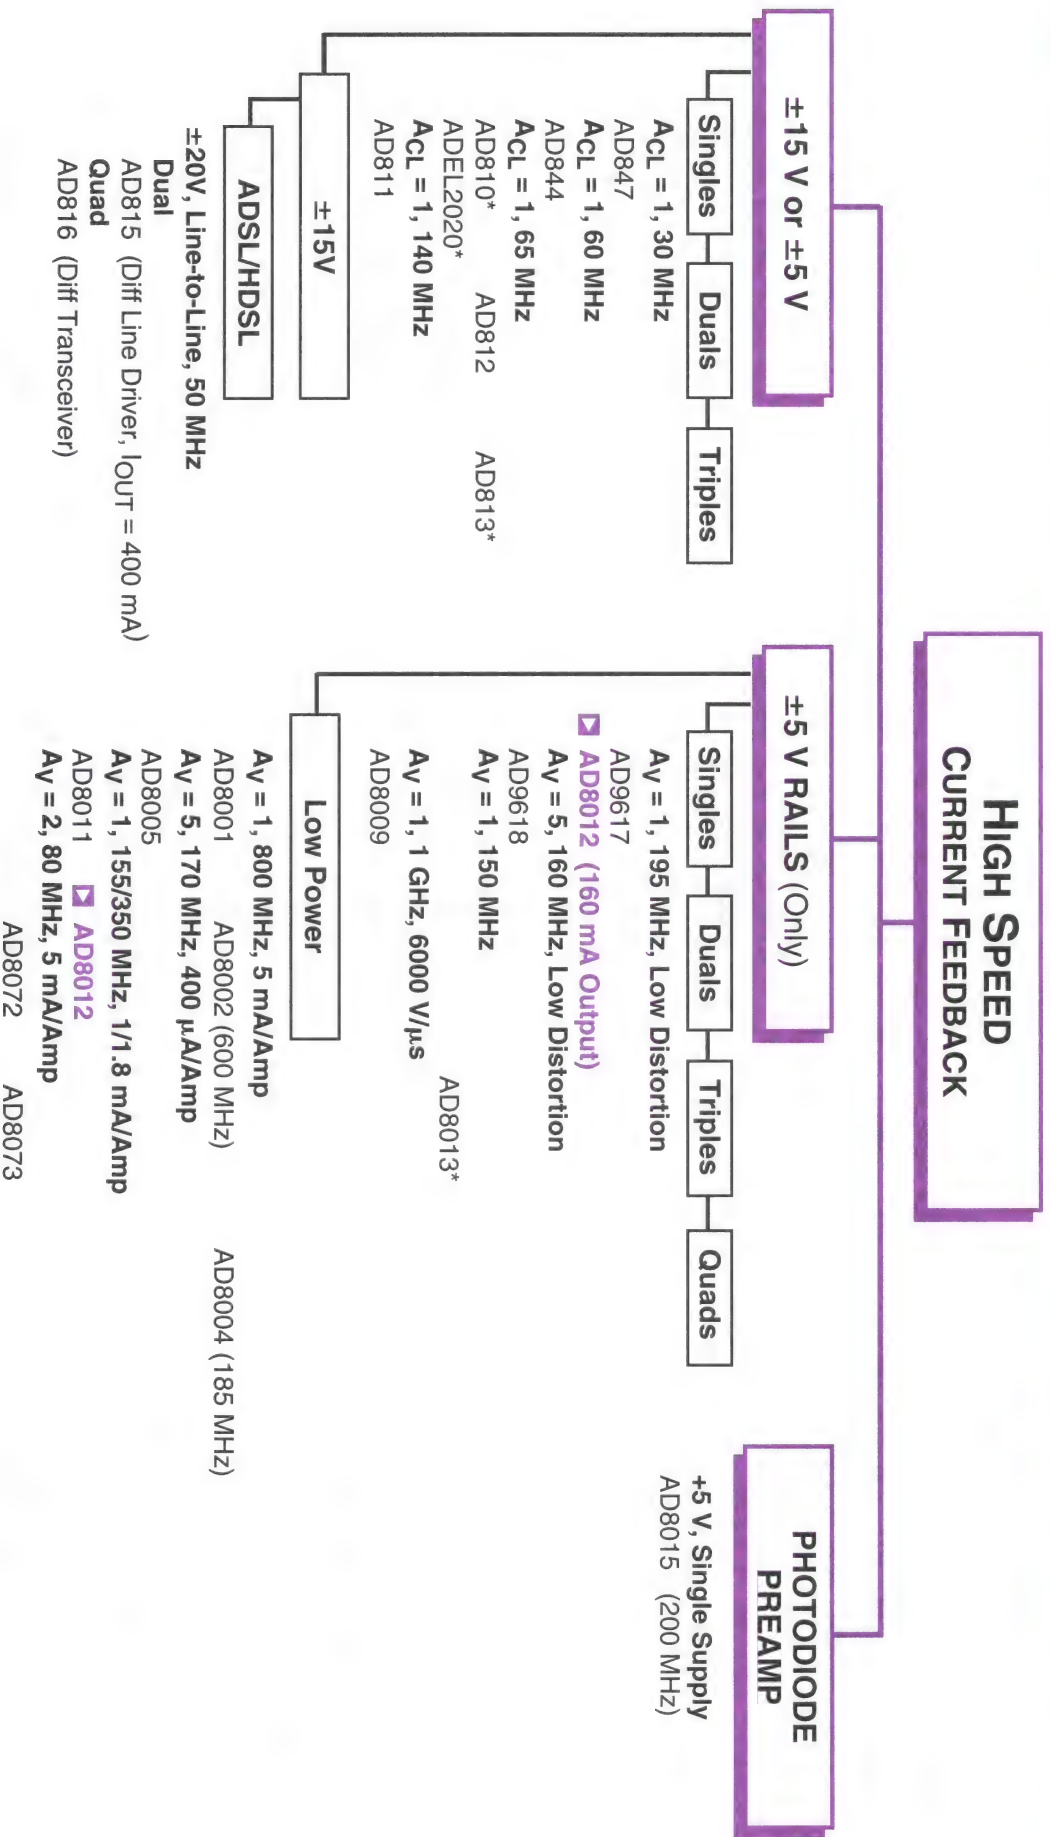 HIGH SPEED
CURRENT FEEDBACK
±15 V or ±5 V
Singles Duals Triples
ACL = 1, 30 MHz
AD847
ACL = 1, 60 MHz
AD844
ACL = 1, 65 MHz
AD810* AD812 AD813*
ADEL2020*
ACL = 1, 140 MHz
AD811
±15V
ADSL/HDSL
±20V, Line-to-Line, 50 MHz
Dual
AD815 (Diff Line Driver, IOUT = 400 mA)
Quad
AD816 (Diff Transceiver)
±5 V RAILS (Only)
Singles Duals Triples Quads
AV = 1, 195 MHz, Low Distortion
AD9617
AD8012 (160 mA Output)
AV = 5, 160 MHz, Low Distortion
AD9618
AV = 1, 150 MHz
AD8013*
AV = 1, 1 GHz, 6000 V/μs
AD8009
Low Power
AV = 1, 800 MHz, 5 mA/Amp
AD8001 AD8002 (600 MHz) AD8004 (185 MHz)
AV = 5, 170 MHz, 400 μA/Amp
AD8005
AV = 1, 155/350 MHz, 1/1.8 mA/Amp
AD8011 AD8012
AV = 2, 80 MHz, 5 mA/Amp
AD8072 AD8073
PHOTODIODE
PREAMP
+5 V, Single Supply
AD8015 (200 MHz)